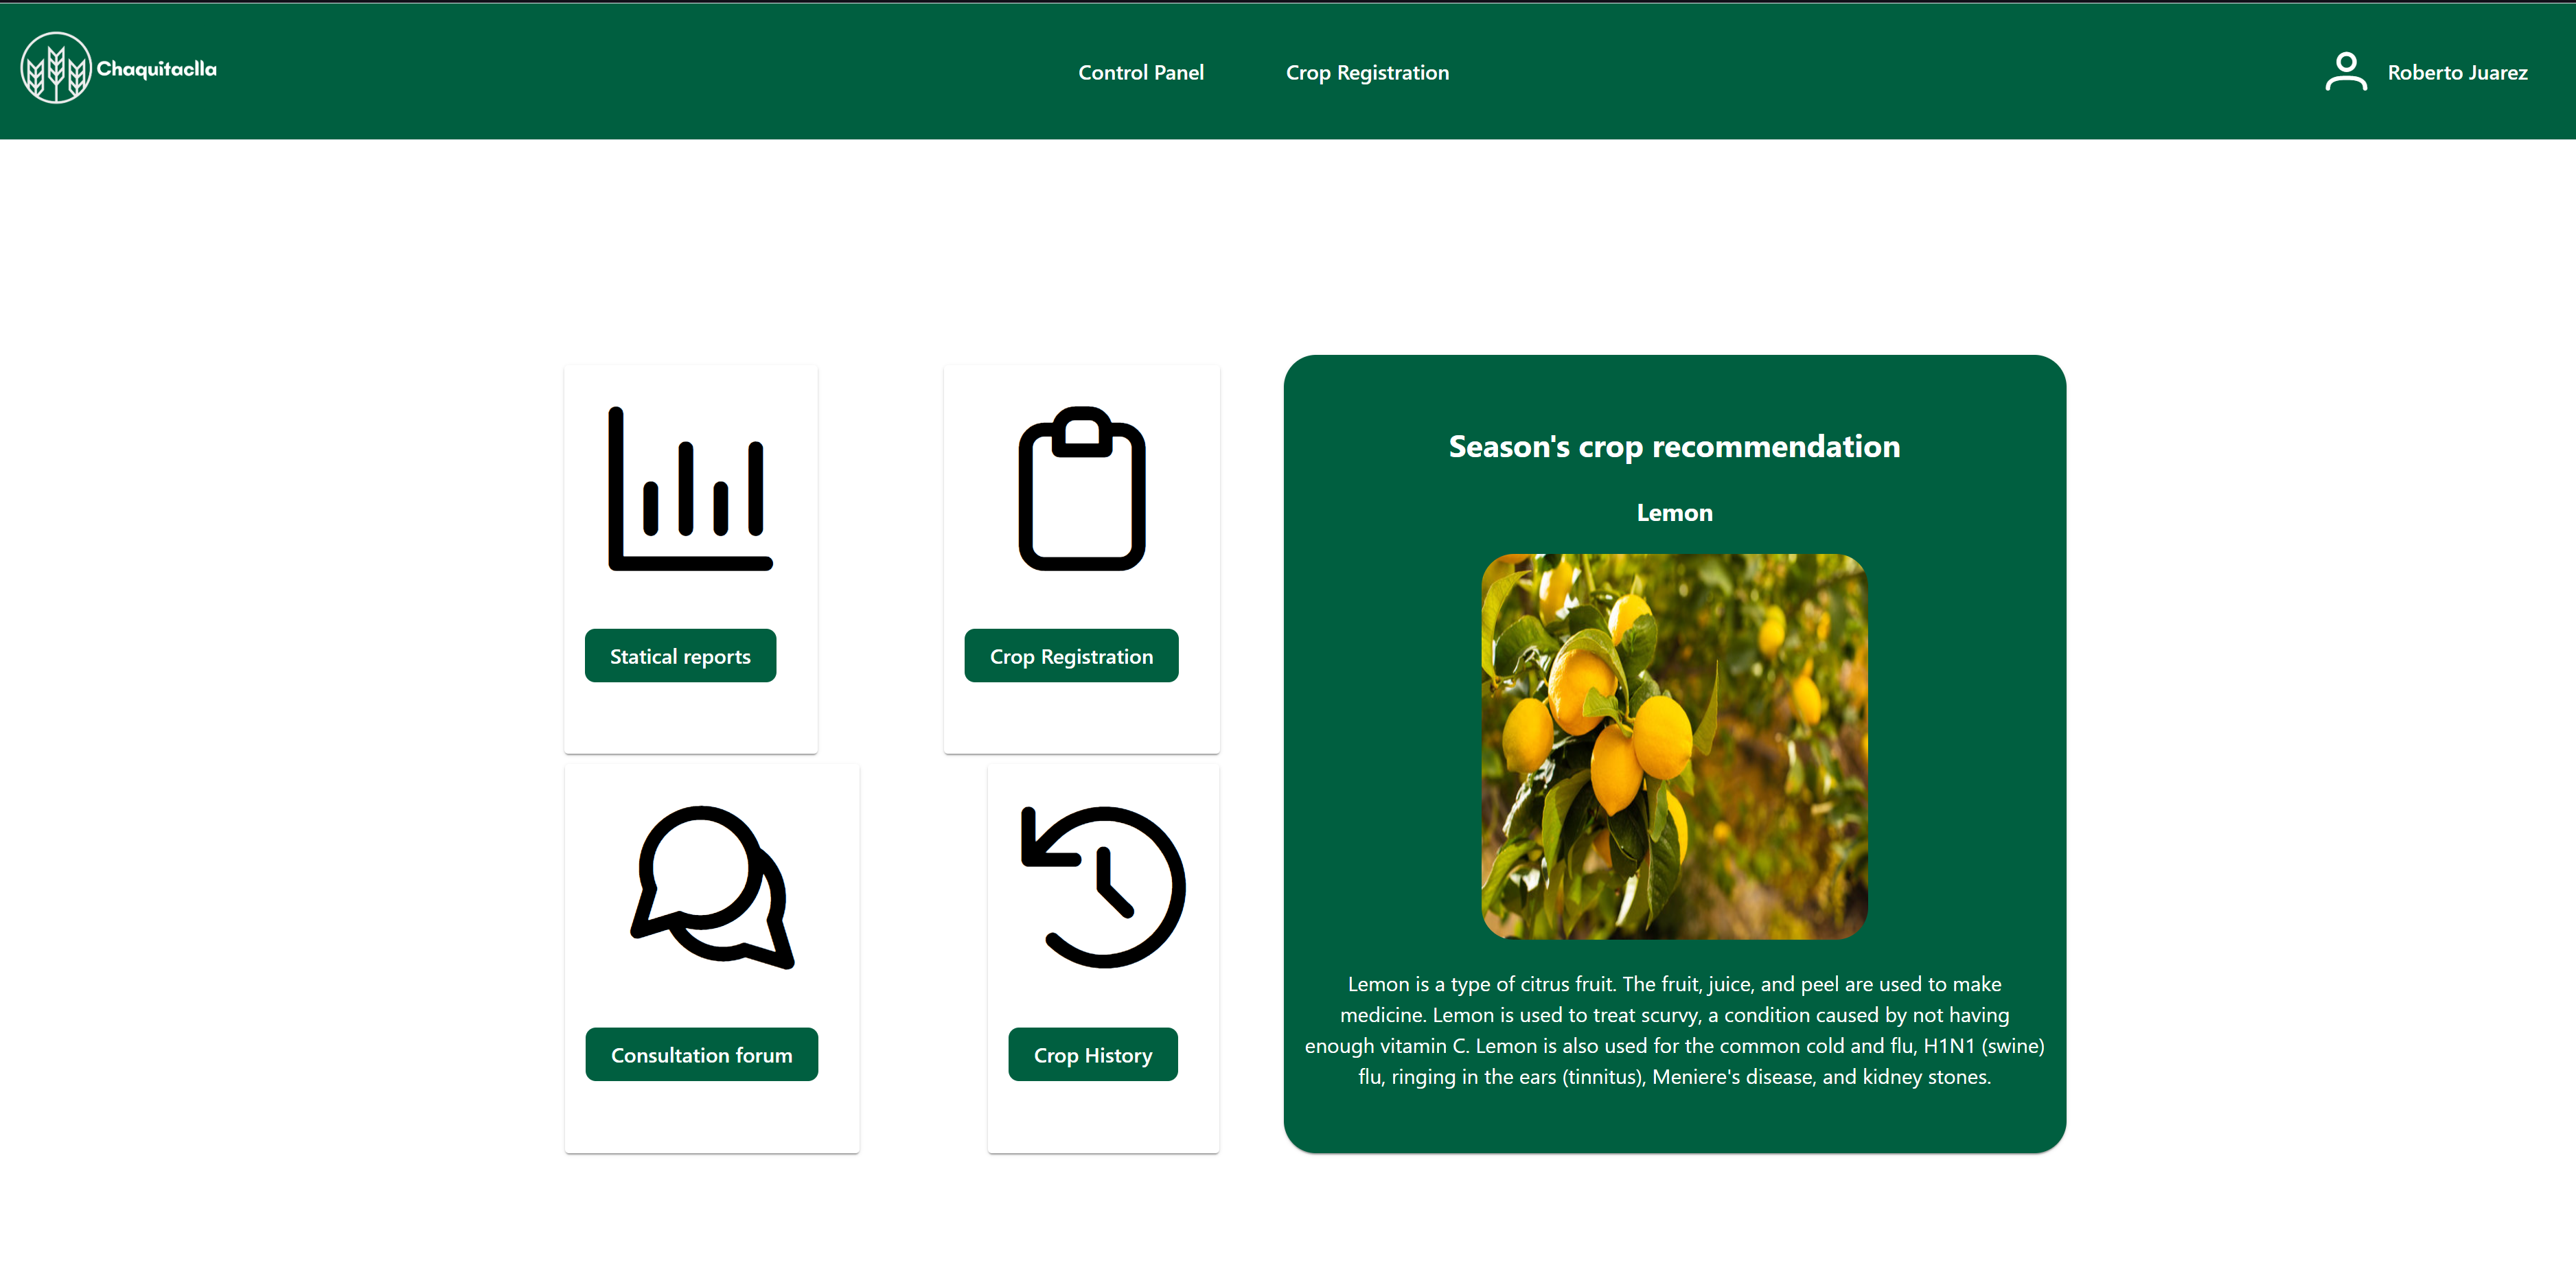 Chaquitaclla
Control Panel
Crop Registration
Roberto Juarez
Statical reports
Crop Registration
Consultation forum
Crop History
Season's crop recommendation
Lemon
Lemon is a type of citrus fruit. The fruit, juice, and peel are used to make
medicine. Lemon is used to treat scurvy, a condition caused by not having
enough vitamin C. Lemon is also used for the common cold and flu, H1N1 (swine)
flu, ringing in the ears (tinnitus), Meniere's disease, and kidney stones.